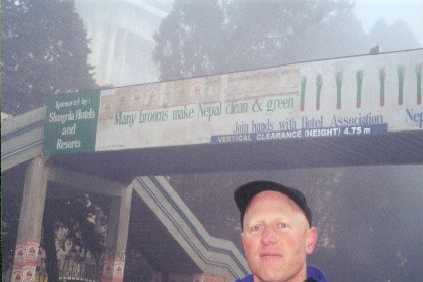 Sponsored by:
Shangrila Hotels
and
Resorts
Many brooms make Nepal clean & green
Join hands with Hotel Association Nepal
VERTICAL CLEARANCE (HEIGHT) 4.75 m